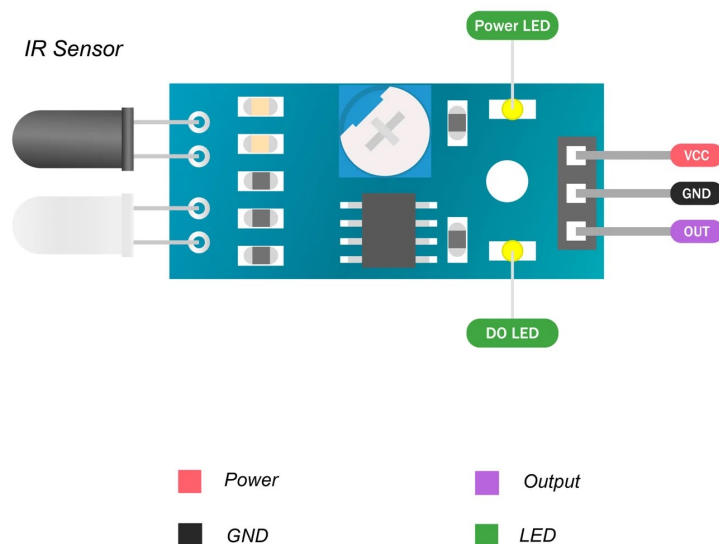 Power LED
IR Sensor
VCC
GND
OUT
DO LED
Power
Output
GND
LED